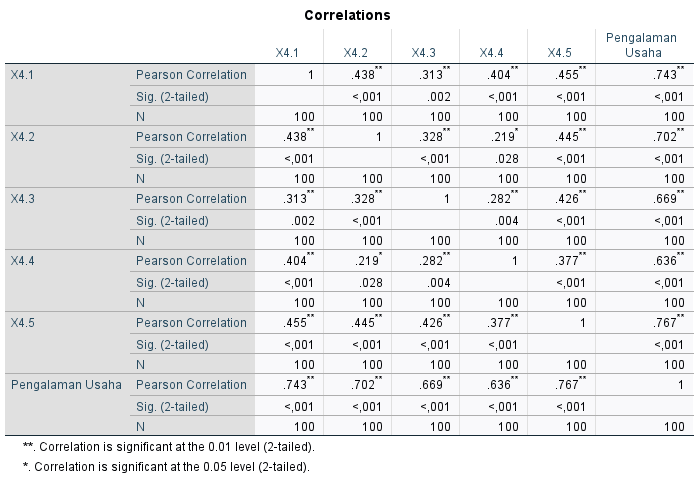 Correlations
X4.1 X4.2 X4.3 X4.4 X4.5 Pengalaman Usaha
X4.1 Pearson Correlation 1 .438** .313** .404** .455** .743**
Sig. (2-tailed) <,001 .002 <,001 <,001 <,001
N 100 100 100 100 100 100
X4.2 Pearson Correlation .438** 1 .328** .219* .445** .702**
Sig. (2-tailed) <,001 <,001 .028 <,001 <,001
N 100 100 100 100 100 100
X4.3 Pearson Correlation .313** .328** 1 .282** .426** .669**
Sig. (2-tailed) .002 <,001 .004 <,001 <,001
N 100 100 100 100 100 100
X4.4 Pearson Correlation .404** .219* .282** 1 .377** .636**
Sig. (2-tailed) <,001 .028 .004 <,001 <,001
N 100 100 100 100 100 100
X4.5 Pearson Correlation .455** .445** .426** .377** 1 .767**
Sig. (2-tailed) <,001 <,001 <,001 <,001 <,001
N 100 100 100 100 100 100
Pengalaman Usaha Pearson Correlation .743** .702** .669** .636** .767** 1
Sig. (2-tailed) <,001 <,001 <,001 <,001 <,001
N 100 100 100 100 100 100
**. Correlation is significant at the 0.01 level (2-tailed).
*. Correlation is significant at the 0.05 level (2-tailed).